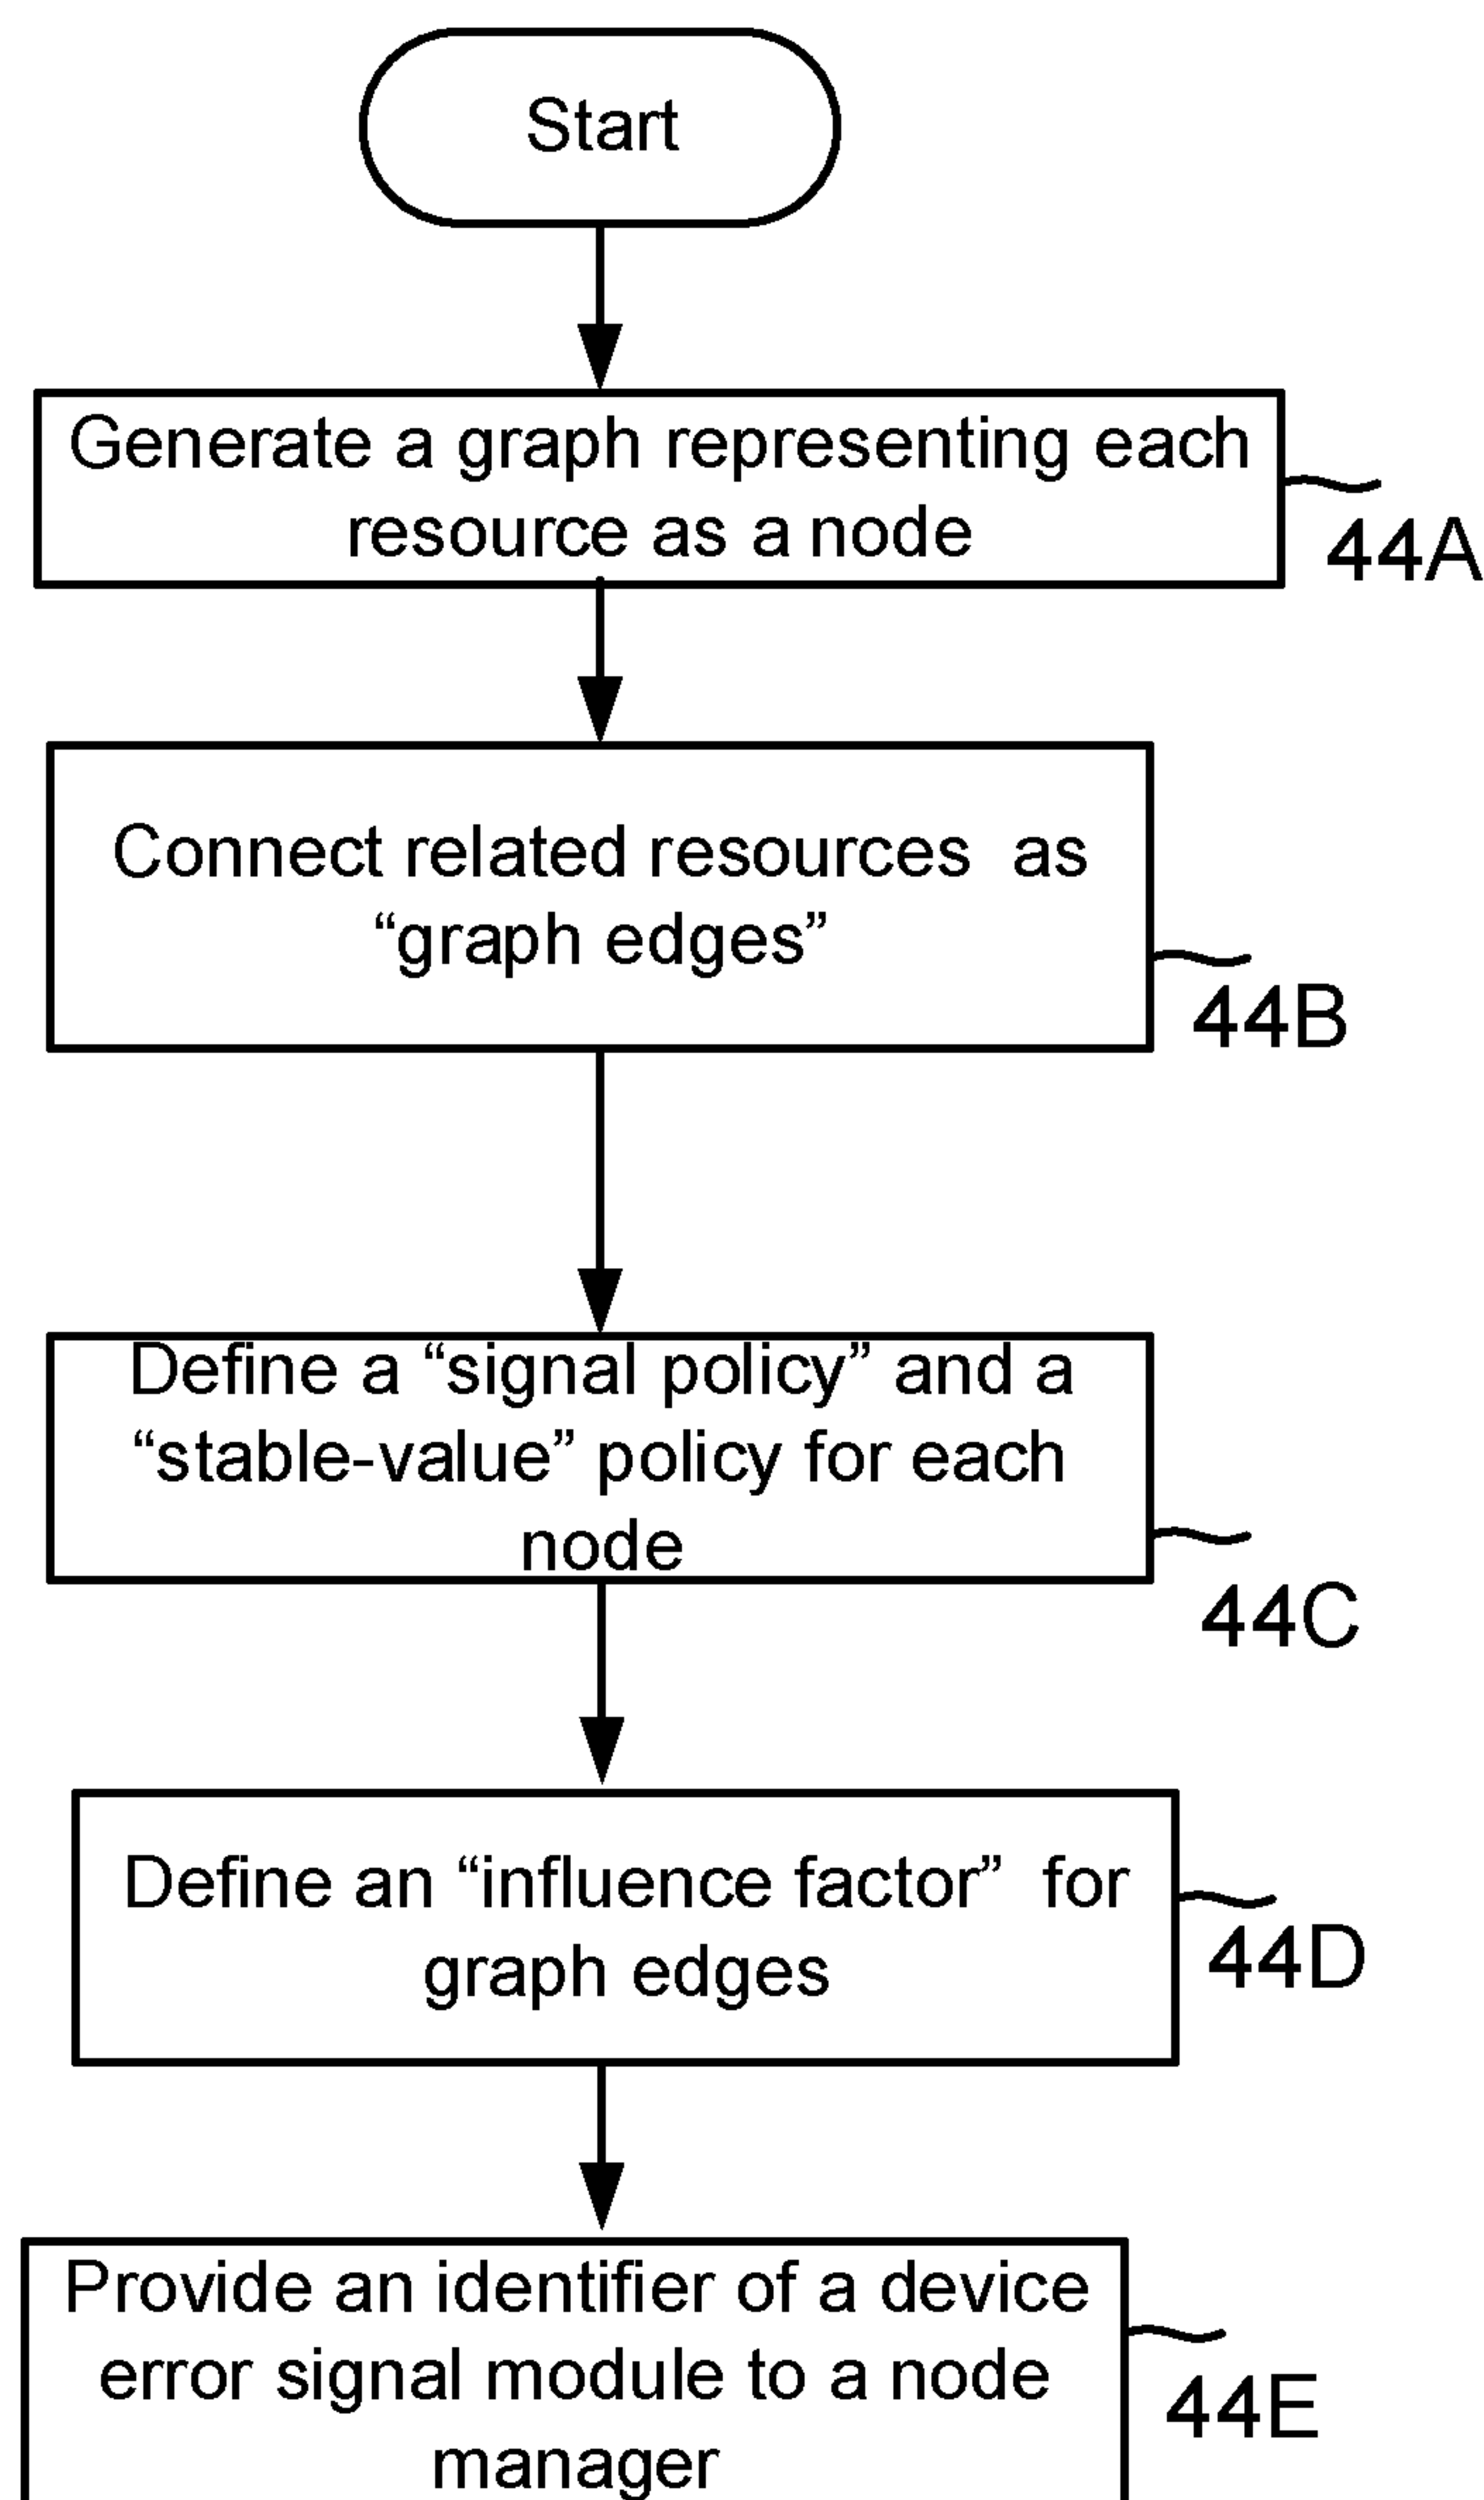 Start
Generate a graph representing each
resource as a node
44A
Connect related resources as
“graph edges”
44B
Define a “signal policy” and a
“stable-value” policy for each
node
44C
Define an “influence factor” for
graph edges
44D
Provide an identifier of a device
error signal module to a node
manager
44E